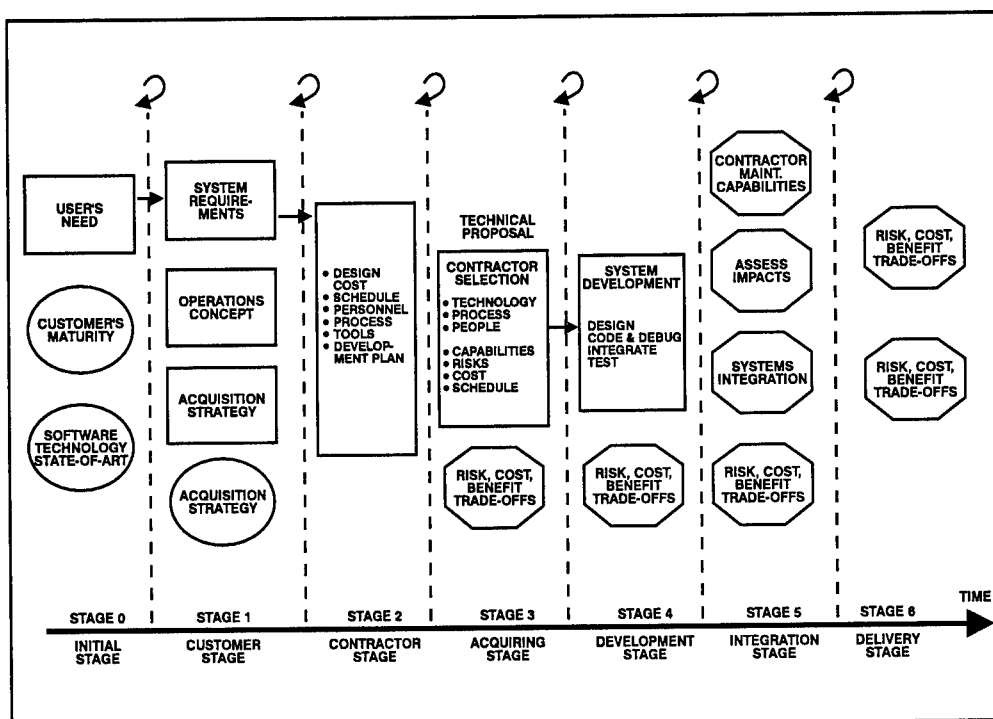 USER'S
NEED
CUSTOMER'S
MATURITY
SOFTWARE
TECHNOLOGY
STATE-OF-ART
SYSTEM
REQUIRE-
MENTS
OPERATIONS
CONCEPT
ACQUISITION
STRATEGY
ACQUISITION
STRATEGY
• DESIGN
COST
• SCHEDULE
• PERSONNEL
• PROCESS
• TOOLS
• DEVELOP-
MENT PLAN
TECHNICAL
PROPOSAL
CONTRACTOR
SELECTION
• TECHNOLOGY
• PROCESS
• PEOPLE
• CAPABILITIES
• RISKS
• COST
• SCHEDULE
RISK, COST,
BENEFIT
TRADE-OFFS
SYSTEM
DEVELOPMENT
DESIGN
CODE & DEBUG
INTEGRATE
TEST
RISK, COST,
BENEFIT
TRADE-OFFS
CONTRACTOR
MAINT.
CAPABILITIES
ASSESS
IMPACTS
SYSTEMS
INTEGRATION
RISK, COST,
BENEFIT
TRADE-OFFS
RISK, COST,
BENEFIT
TRADE-OFFS
RISK, COST,
BENEFIT
TRADE-OFFS
TIME
STAGE 0
INITIAL
STAGE
STAGE 1
CUSTOMER
STAGE
STAGE 2
CONTRACTOR
STAGE
STAGE 3
ACQUIRING
STAGE
STAGE 4
DEVELOPMENT
STAGE
STAGE 5
INTEGRATION
STAGE
STAGE 6
DELIVERY
STAGE